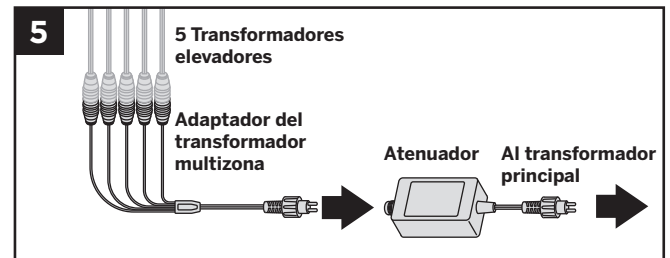 5
5 Transformadores
elevadores
Adaptador del
transformador
multizona
Atenuador
Al transformador
principal